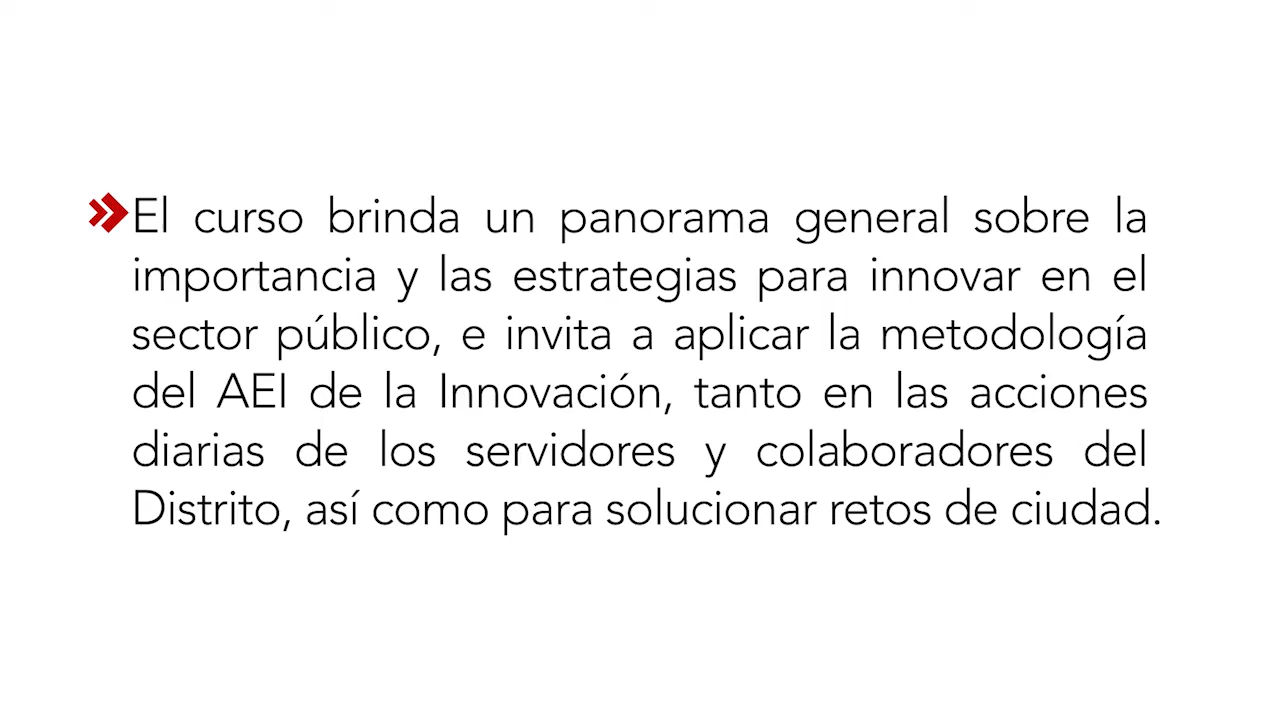 El curso brinda un panorama general sobre la
importancia y las estrategias para innovar en el
sector público, e invita a aplicar la metodología
del AEI de la Innovación, tanto en las acciones
diarias de los servidores y colaboradores del
Distrito, así como para solucionar retos de ciudad.